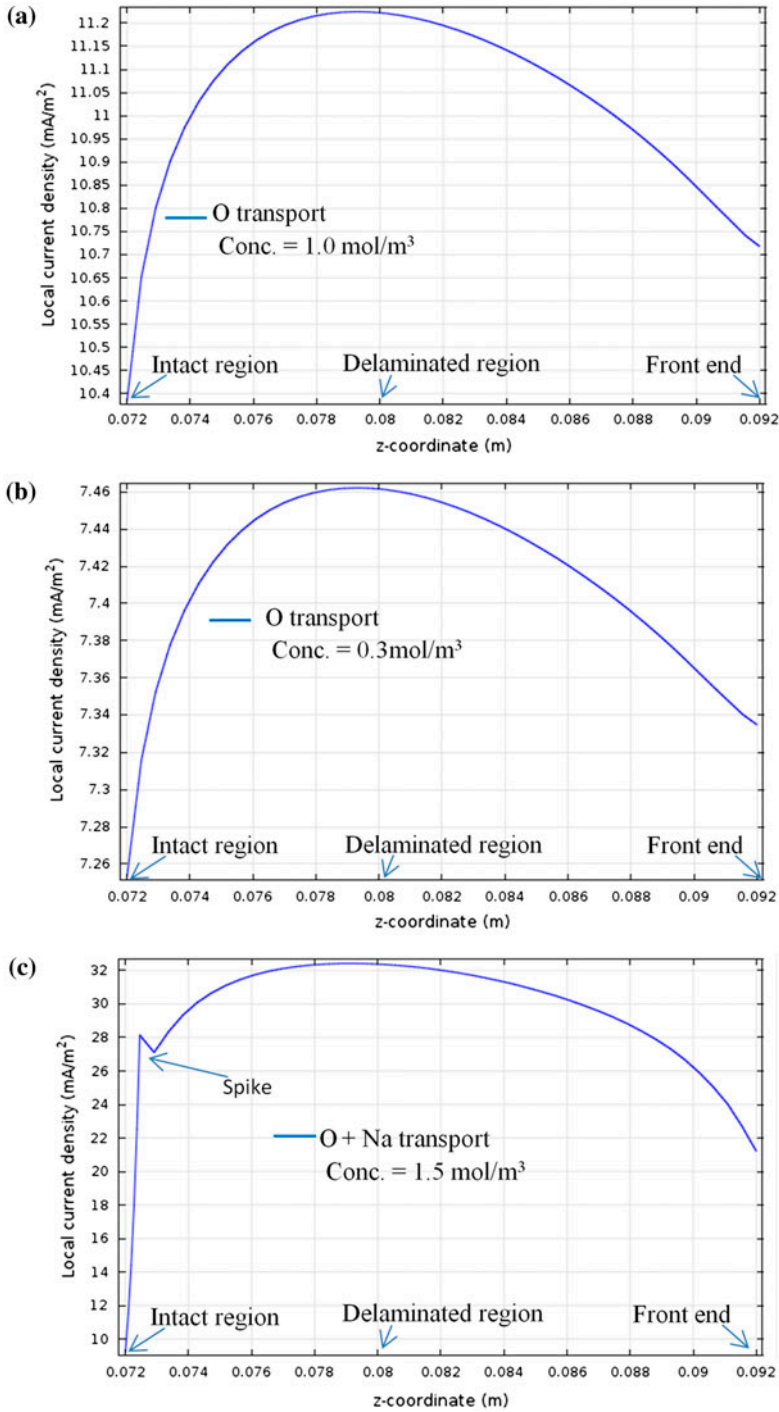 (a)
Local current density (mA/m²)
11.2
11.15
11.1
11.05
11
10.95
10.9
10.85
10.8
10.75
10.7
10.65
10.6
10.55
10.5
10.45
10.4
O transport
Conc. = 1.0 mol/m³
Intact region
Delaminated region
Front end
0.072 0.074 0.076 0.078 0.08 0.082 0.084 0.086 0.088 0.09 0.092
z-coordinate (m)
(b)
Local current density (mA/m²)
7.46
7.44
7.42
7.4
7.38
7.36
7.34
7.32
7.3
7.28
7.26
O transport
Conc. = 0.3mol/m³
Intact region
Delaminated region
Front end
0.072 0.074 0.076 0.078 0.08 0.082 0.084 0.086 0.088 0.09 0.092
z-coordinate (m)
(c)
Local current density (mA/m²)
32
30
28
26
24
22
20
18
16
14
12
10
Spike
O + Na transport
Conc. = 1.5 mol/m³
Intact region
Delaminated region
Front end
0.072 0.074 0.076 0.078 0.08 0.082 0.084 0.086 0.088 0.09 0.092
z-coordinate (m)